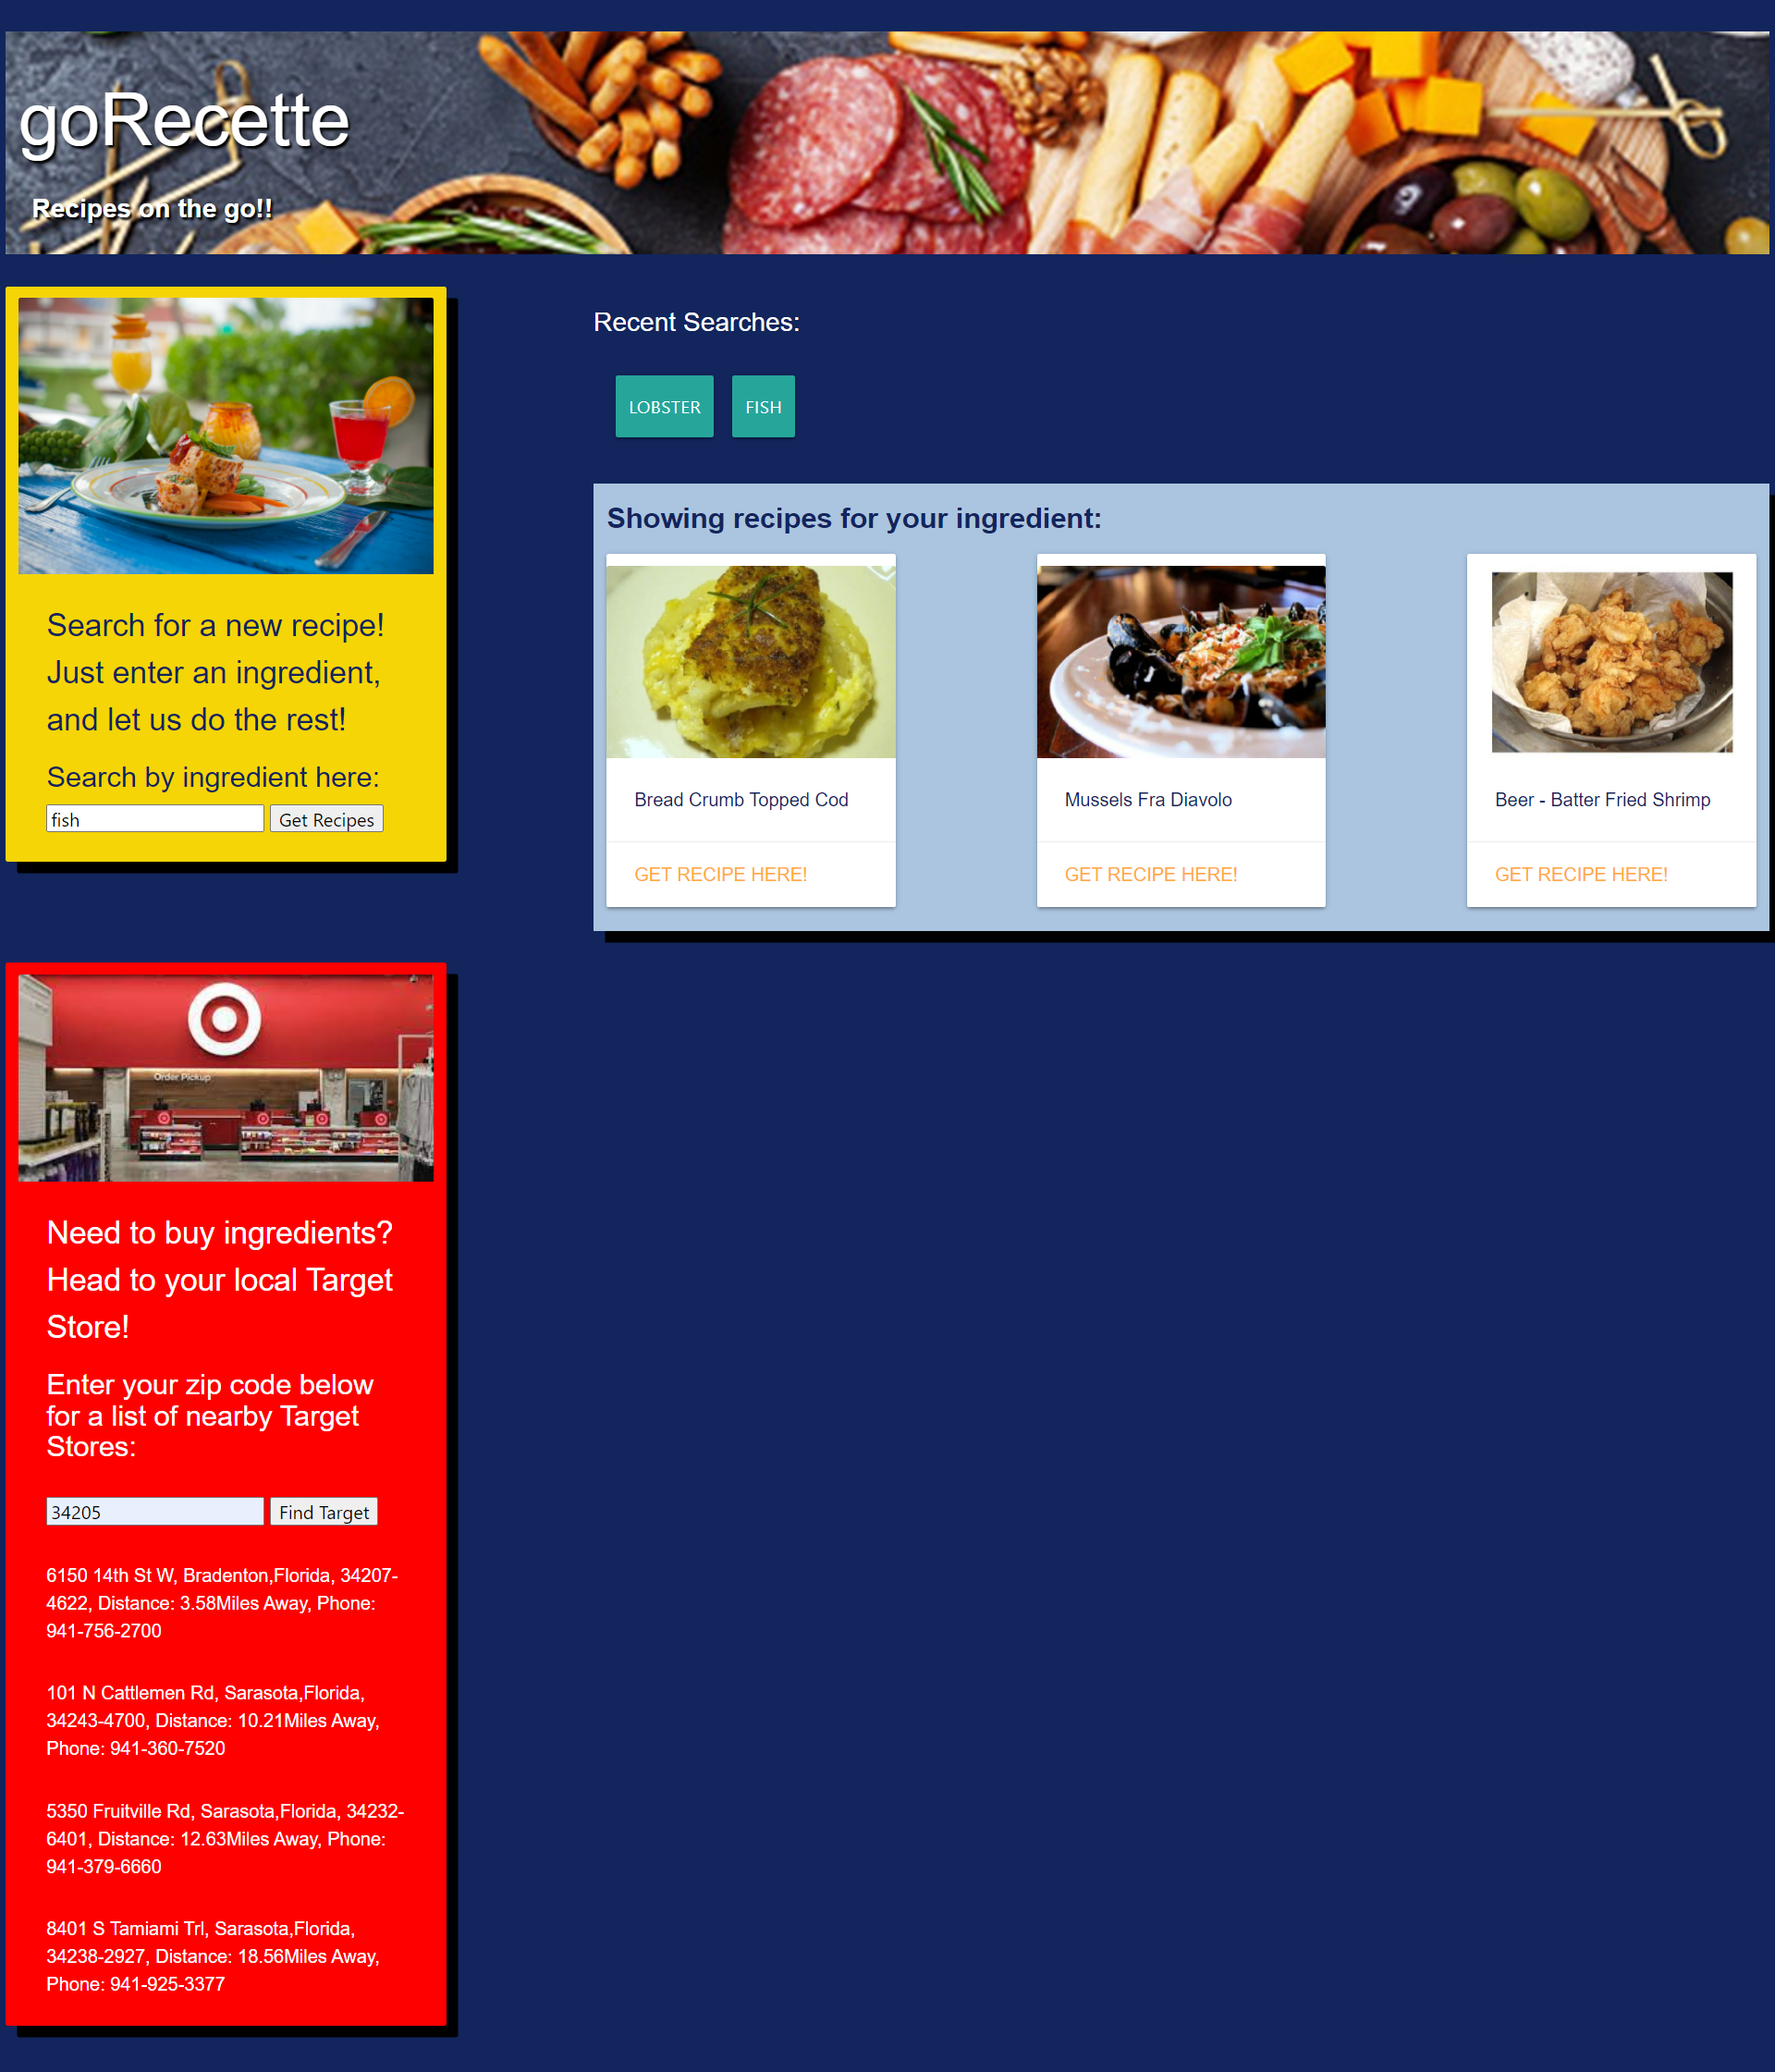 goRecette
Recipes on the go!!
Search for a new recipe!
Just enter an ingredient,
and let us do the rest!
Search by ingredient here:
fish Get Recipes
Recent Searches:
LOBSTER FISH
Showing recipes for your ingredient:
Bread Crumb Topped Cod
GET RECIPE HERE!
Mussels Fra Diavolo
GET RECIPE HERE!
Beer - Batter Fried Shrimp
GET RECIPE HERE!
Order Pickup
Need to buy ingredients?
Head to your local Target
Store!
Enter your zip code below
for a list of nearby Target
Stores:
34205 Find Target
6150 14th St W, Bradenton,Florida, 34207-
4622, Distance: 3.58Miles Away, Phone:
941-756-2700
101 N Cattlemen Rd, Sarasota,Florida,
34243-4700, Distance: 10.21Miles Away,
Phone: 941-360-7520
5350 Fruitville Rd, Sarasota,Florida, 34232-
6401, Distance: 12.63Miles Away, Phone:
941-379-6660
8401 S Tamiami Trl, Sarasota,Florida,
34238-2927, Distance: 18.56Miles Away,
Phone: 941-925-3377